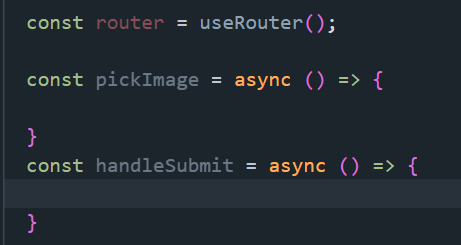 const router = useRouter();
const pickImage = async () => {
}
const handleSubmit = async () => {
}